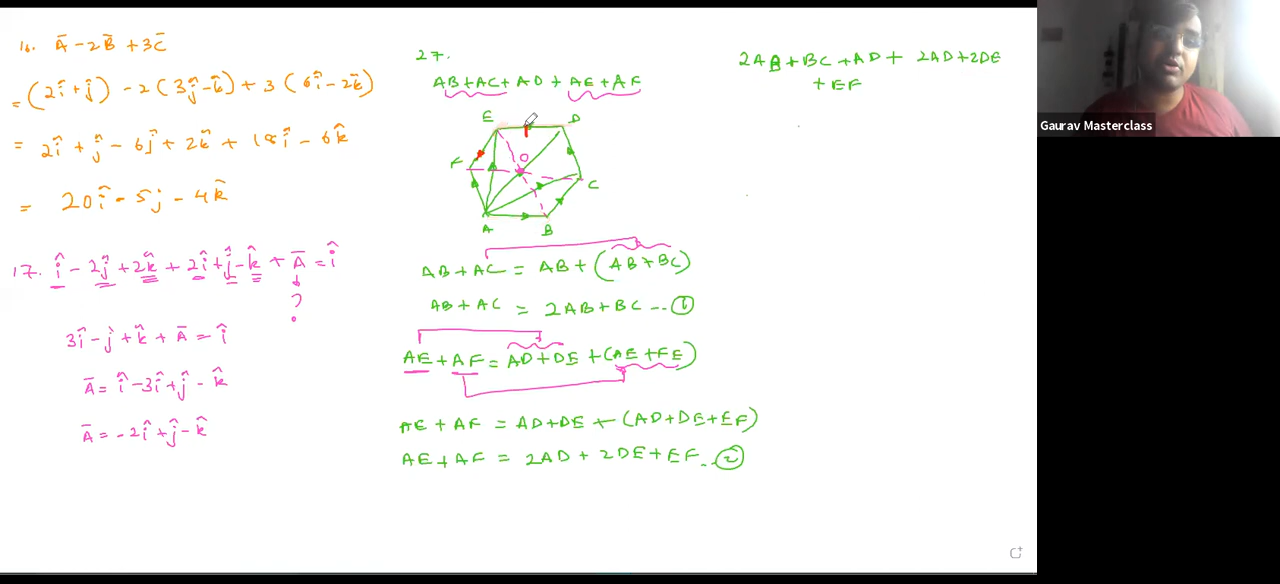 16. A̅ - 2B̅ + 3C̅
= (2î + ĵ) - 2(3ĵ - k̂) + 3(6î - 2k̂)
= 2î + ĵ - 6ĵ + 2k̂ + 18î - 6k̂
= 20î - 5j - 4k̂
17. î - 2ĵ + 2k̂ + 2î + ĵ - k̂ + A̅ = î
?
3î - ĵ + k̂ + A̅ = î
A̅ = î - 3î + ĵ - k̂
A̅ = -2î + ĵ - k̂
27.
AB + AC + AD + AE + AF
E
D
F
O
C
A
B
AB + AC = AB + (AB + BC)
AB + AC = 2AB + BC -- ①
AE + AF = AD + DE + (AE + FE)
AE + AF = AD + DE + (AD + DE + EF)
AE + AF = 2AD + 2DE + EF -- ②
2AB + BC + AD + 2AD + 2DE
+ EF
Gaurav Masterclass